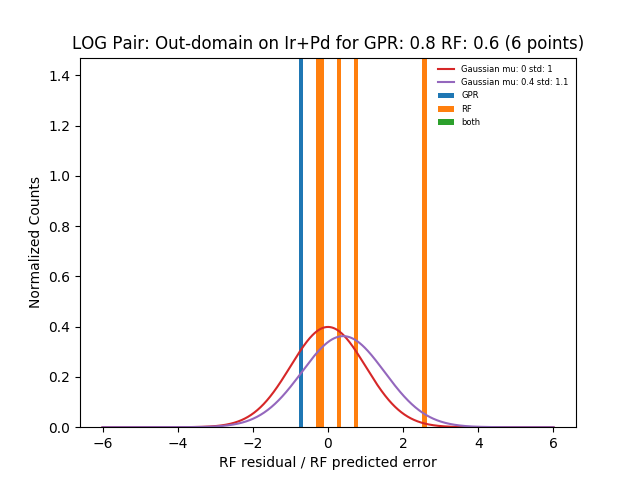 LOG Pair: Out-domain on Ir+Pd for GPR: 0.8 RF: 0.6 (6 points)
Normalized Counts
1.4
1.2
1.0
0.8
0.6
0.4
0.2
0.0
Gaussian mu: 0 std: 1
Gaussian mu: 0.4 std: 1.1
GPR
RF
both
−6 −4 −2 0 2 4 6
RF residual / RF predicted error